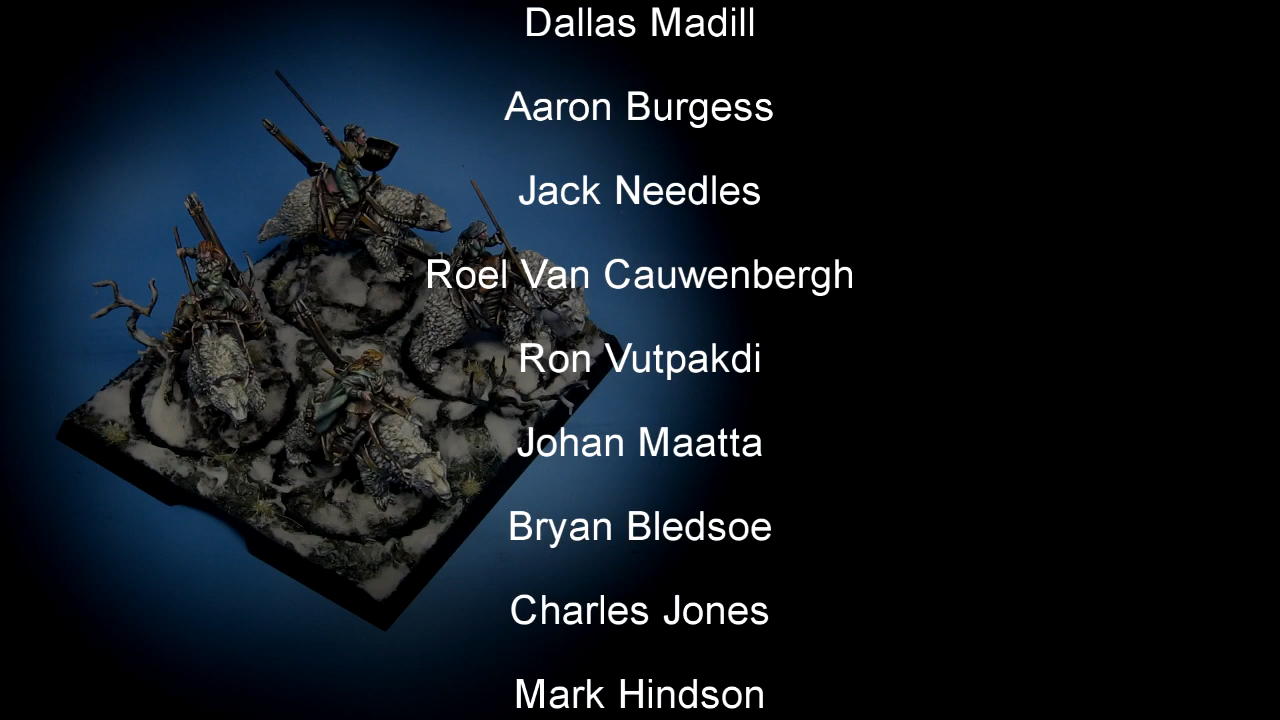 Dallas Madill
Aaron Burgess
Jack Needles
Roel Van Cauwenbergh
Ron Vutpakdi
Johan Maatta
Bryan Bledsoe
Charles Jones
Mark Hindson